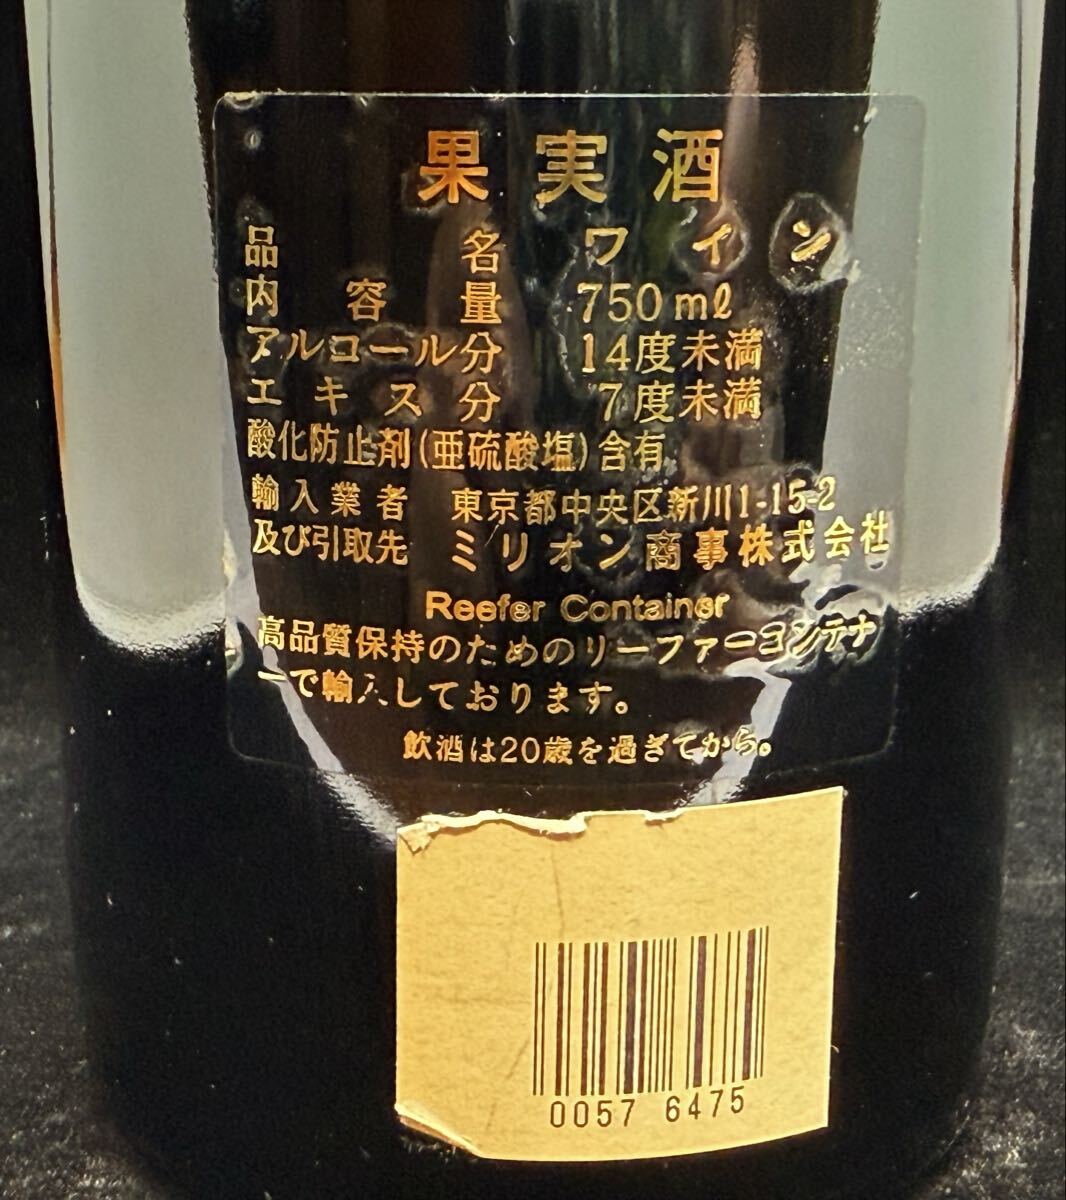 果実酒
品名 ワイン
内容量 750mℓ
アルコール分 14度未満
エキス分 7度未満
酸化防止剤(亜硫酸塩)含有
輸入業者 東京都中央区新川1-15-2
及び引取先 ミリオン商事株式会社
Reefer Container
高品質保持のためのリーファーコンテナ
ーで輸入しております。
飲酒は20歳を過ぎてから。
0057 6475